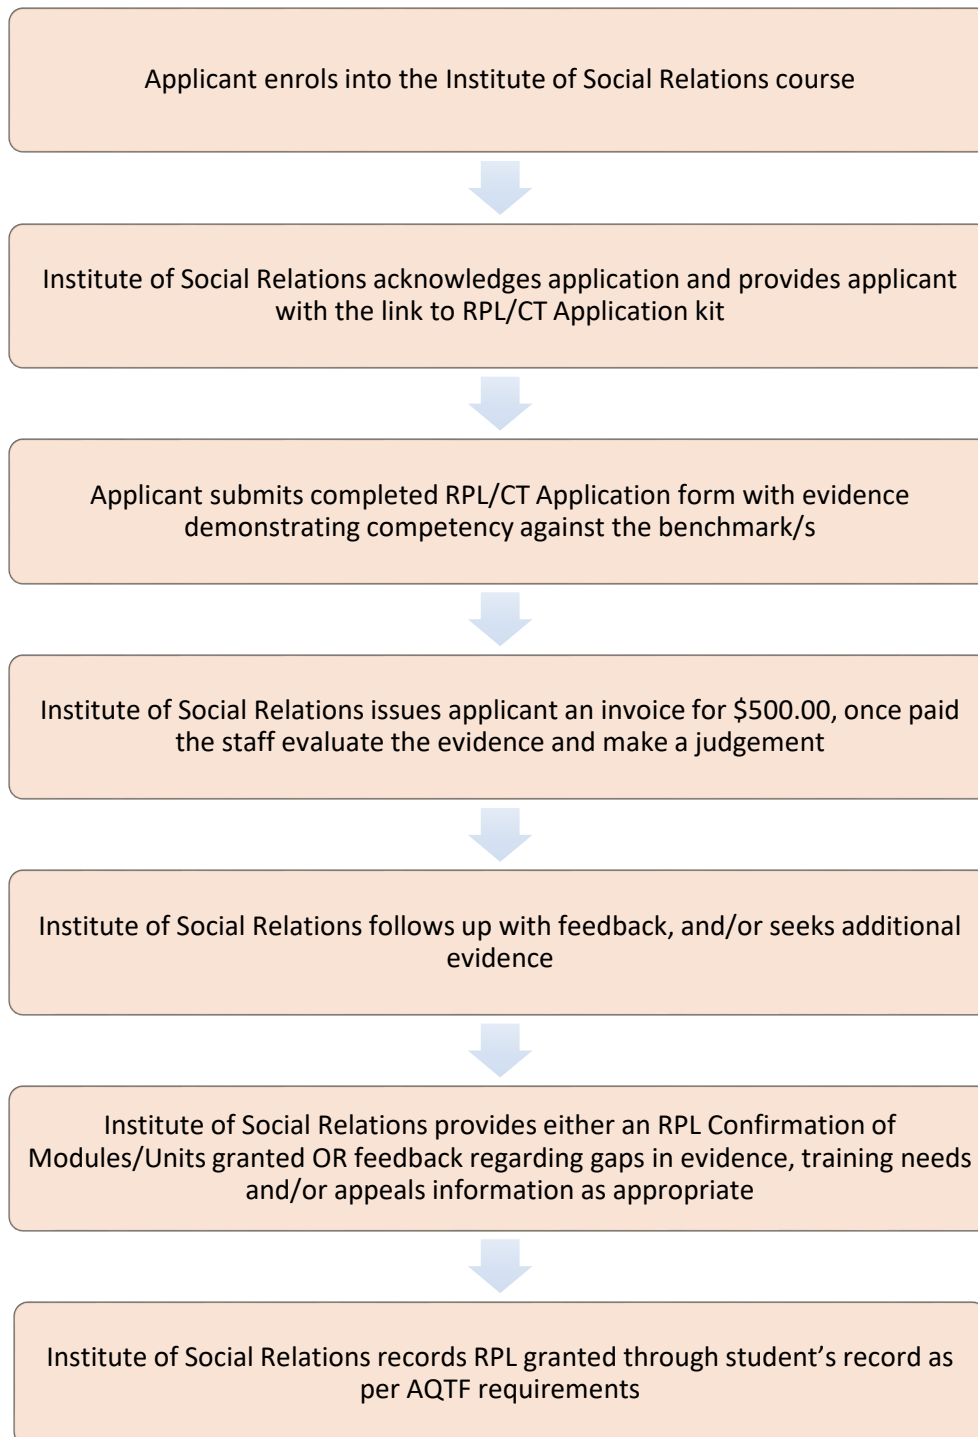 Applicant enrols into the Institute of Social Relations course
Institute of Social Relations acknowledges application and provides applicant
with the link to RPL/CT Application kit
Applicant submits completed RPL/CT Application form with evidence
demonstrating competency against the benchmark/s
Institute of Social Relations issues applicant an invoice for $500.00, once paid
the staff evaluate the evidence and make a judgement
Institute of Social Relations follows up with feedback, and/or seeks additional
evidence
Institute of Social Relations provides either an RPL Confirmation of
Modules/Units granted OR feedback regarding gaps in evidence, training needs
and/or appeals information as appropriate
Institute of Social Relations records RPL granted through student’s record as
per AQTF requirements